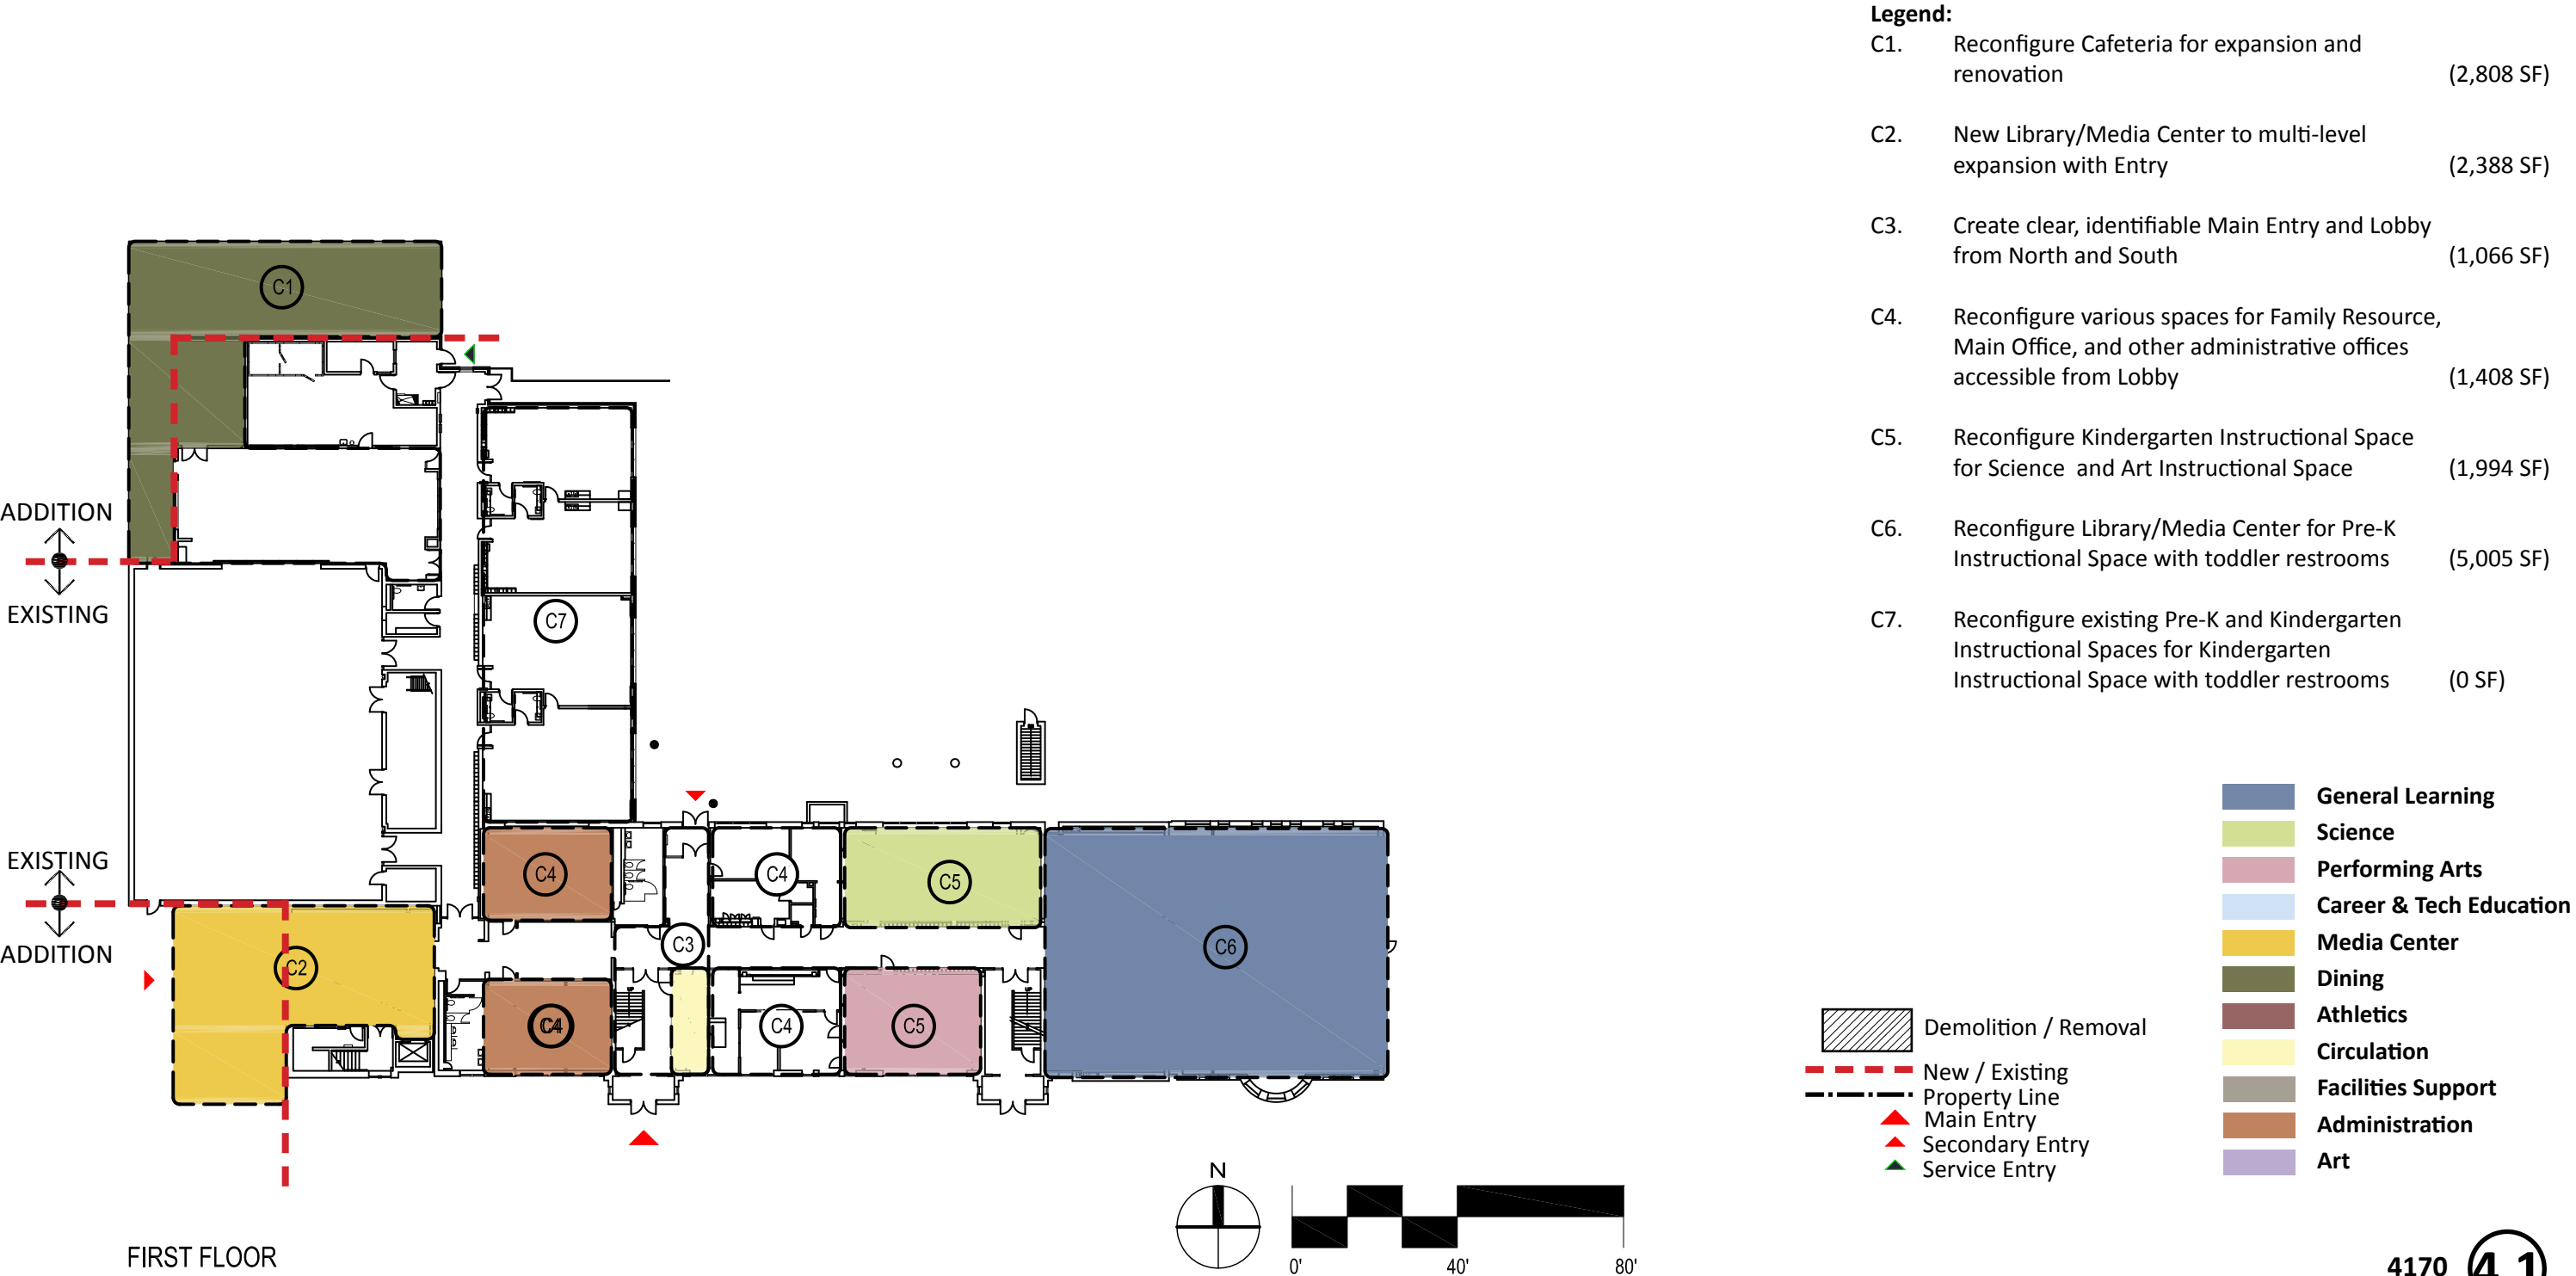 Legend:
C1. Reconfigure Cafeteria for expansion and
renovation (2,808 SF)
C2. New Library/Media Center to multi-level
expansion with Entry (2,388 SF)
C3. Create clear, identifiable Main Entry and Lobby
from North and South (1,066 SF)
C4. Reconfigure various spaces for Family Resource,
Main Office, and other administrative offices
accessible from Lobby (1,408 SF)
C5. Reconfigure Kindergarten Instructional Space
for Science and Art Instructional Space (1,994 SF)
C6. Reconfigure Library/Media Center for Pre-K
Instructional Space with toddler restrooms (5,005 SF)
C7. Reconfigure existing Pre-K and Kindergarten
Instructional Spaces for Kindergarten
Instructional Space with toddler restrooms (0 SF)
C1
ADDITION
EXISTING
C7
EXISTING
ADDITION
C4
C4
C5
C3
C6
C2
C4
C4
C5
UP
UP
General Learning
Science
Performing Arts
Career & Tech Education
Media Center
Dining
Athletics
Circulation
Facilities Support
Administration
Art
Demolition / Removal
New / Existing
Property Line
Main Entry
Secondary Entry
Service Entry
N
0' 40' 80'
FIRST FLOOR
4170 4.1